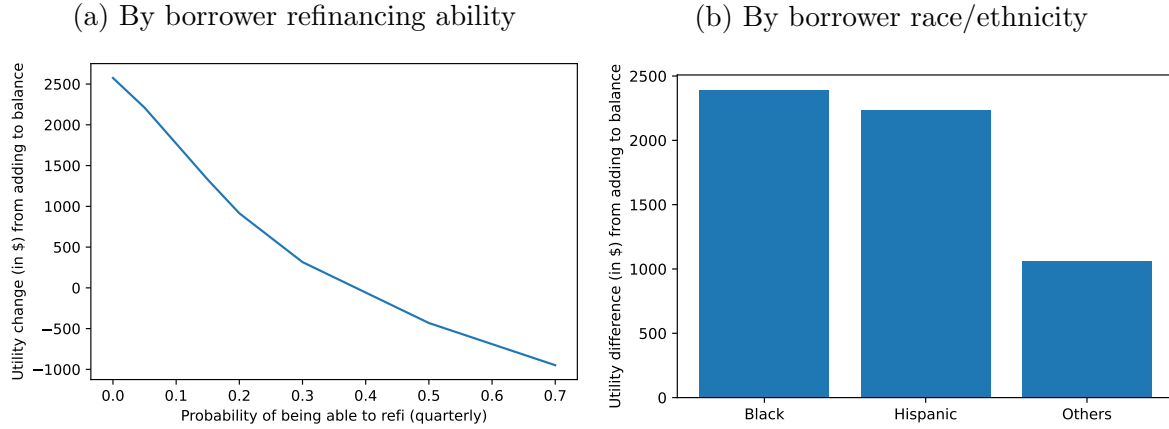 (a) By borrower refinancing ability
Utility change (in $) from adding to balance
2500
2000
1500
1000
500
0
−500
−1000
0.0 0.1 0.2 0.3 0.4 0.5 0.6 0.7
Probability of being able to refi (quarterly)
(b) By borrower race/ethnicity
Utility difference (in $) from adding to balance
2500
2000
1500
1000
500
0
Black Hispanic Others